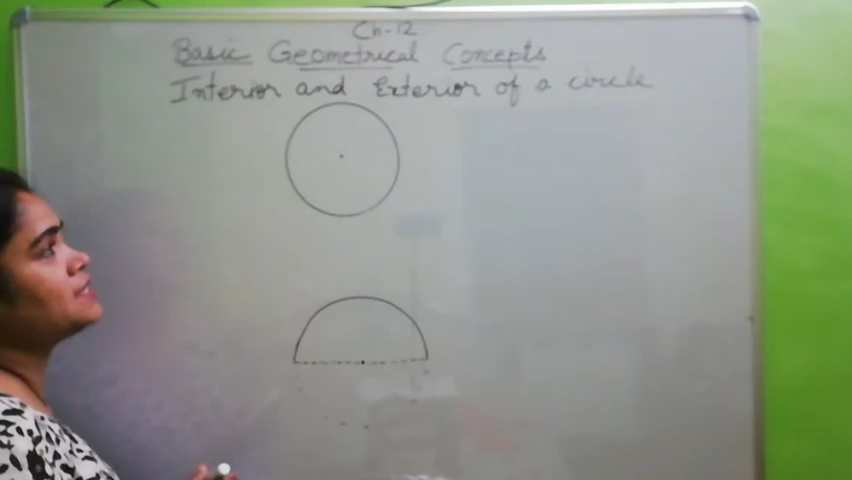 Ch-12
Basic Geometrical Concepts
Interior and Exterior of a circle